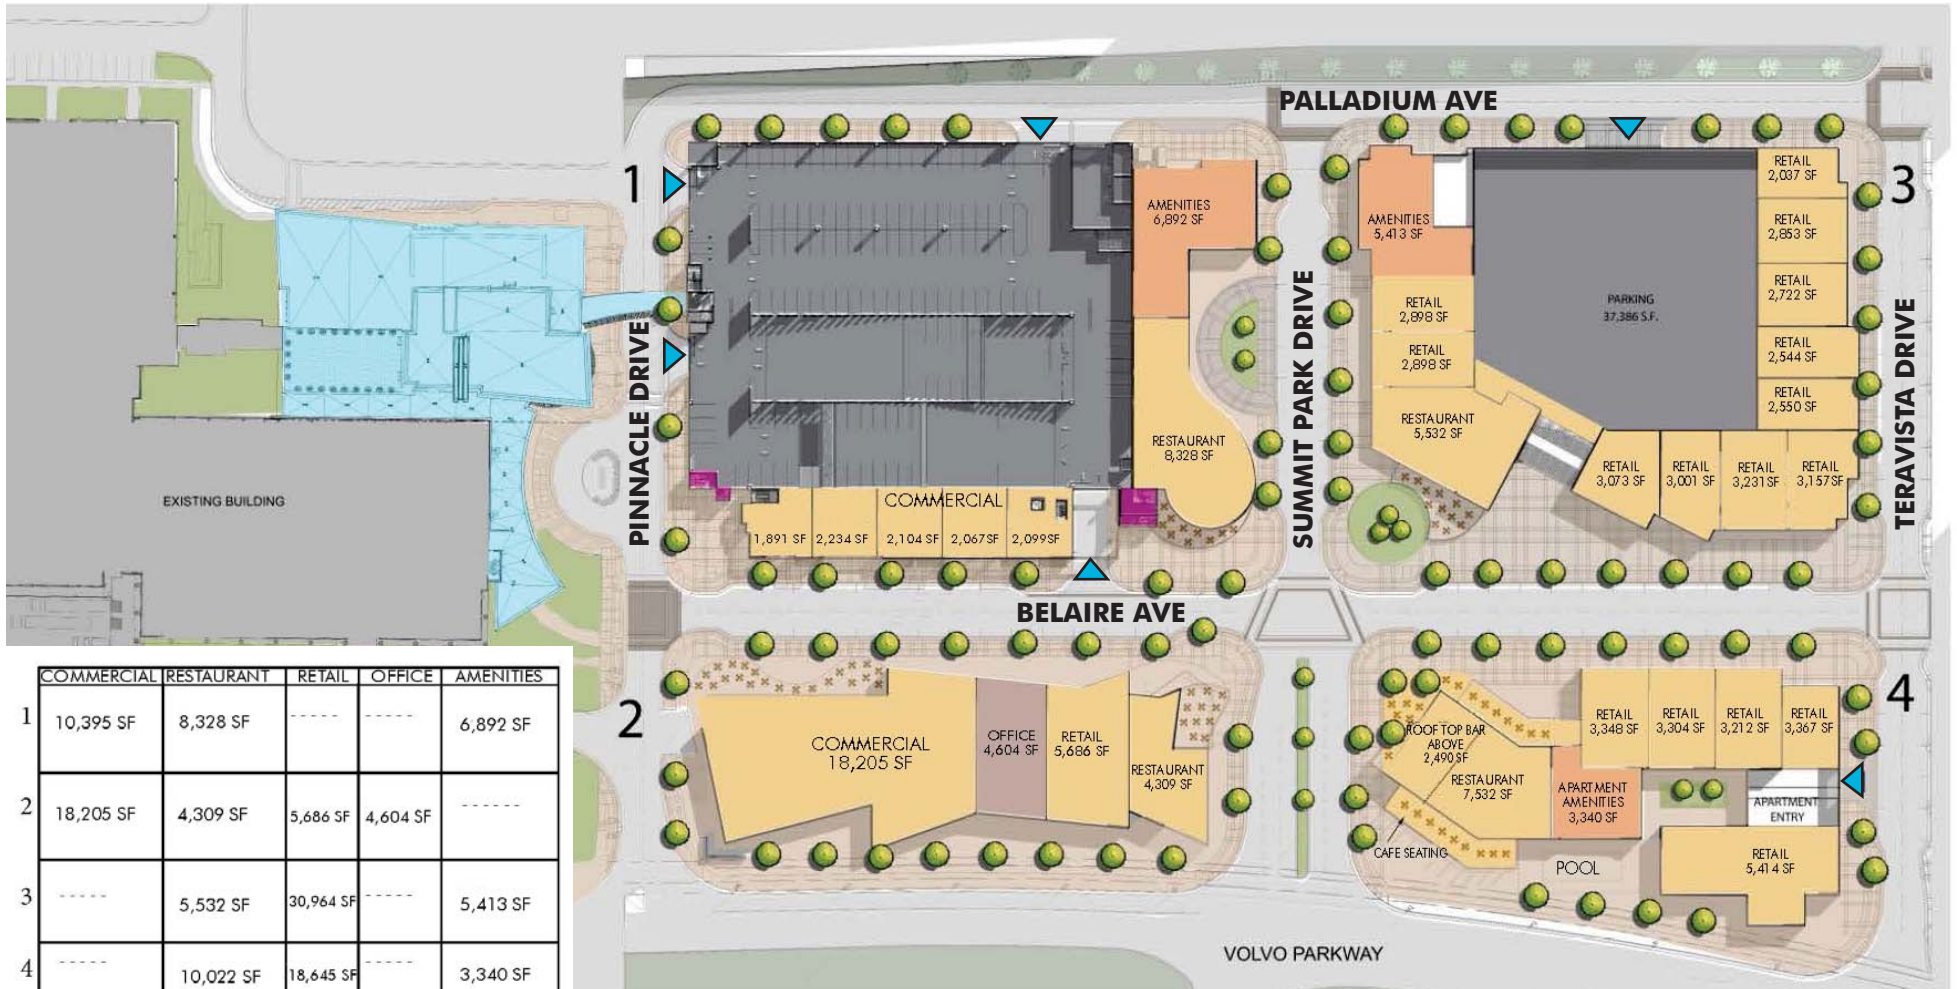 PALLADIUM AVE
1
AMENITIES
6,892 SF
RESTAURANT
8,328 SF
COMMERCIAL
1,891 SF
2,234 SF
2,104 SF
2,067SF
2,099SF
PINNACLE DRIVE
SUMMIT PARK DRIVE
EXISTING BUILDING
3
AMENITIES
5,413 SF
RETAIL
2,898 SF
RETAIL
2,898 SF
RESTAURANT
5,532 SF
PARKING
37,386 S.F.
RETAIL
2,037 SF
RETAIL
2,853 SF
RETAIL
2,722 SF
RETAIL
2,544 SF
RETAIL
2,550 SF
RETAIL
3,073 SF
RETAIL
3,001 SF
RETAIL
3,231SF
RETAIL
3,157SF
TERAVISTA DRIVE
BELAIRE AVE
2
COMMERCIAL
18,205 SF
OFFICE
4,604 SF
RETAIL
5,686 SF
RESTAURANT
4,309 SF
4
ROOF TOP BAR
ABOVE
2,490SF
RESTAURANT
7,532 SF
CAFE SEATING
APARTMENT
AMENITIES
3,340 SF
RETAIL
3,348 SF
RETAIL
3,304 SF
RETAIL
3,212 SF
RETAIL
3,367 SF
APARTMENT
ENTRY
RETAIL
5,414 SF
POOL
VOLVO PARKWAY
COMMERCIAL RESTAURANT RETAIL OFFICE AMENITIES
1 10,395 SF 8,328 SF ----- ----- 6,892 SF
2 18,205 SF 4,309 SF 5,686 SF 4,604 SF ------
3 ----- 5,532 SF 30,964 SF ----- 5,413 SF
4 ----- 10,022 SF 18,645 SF ----- 3,340 SF